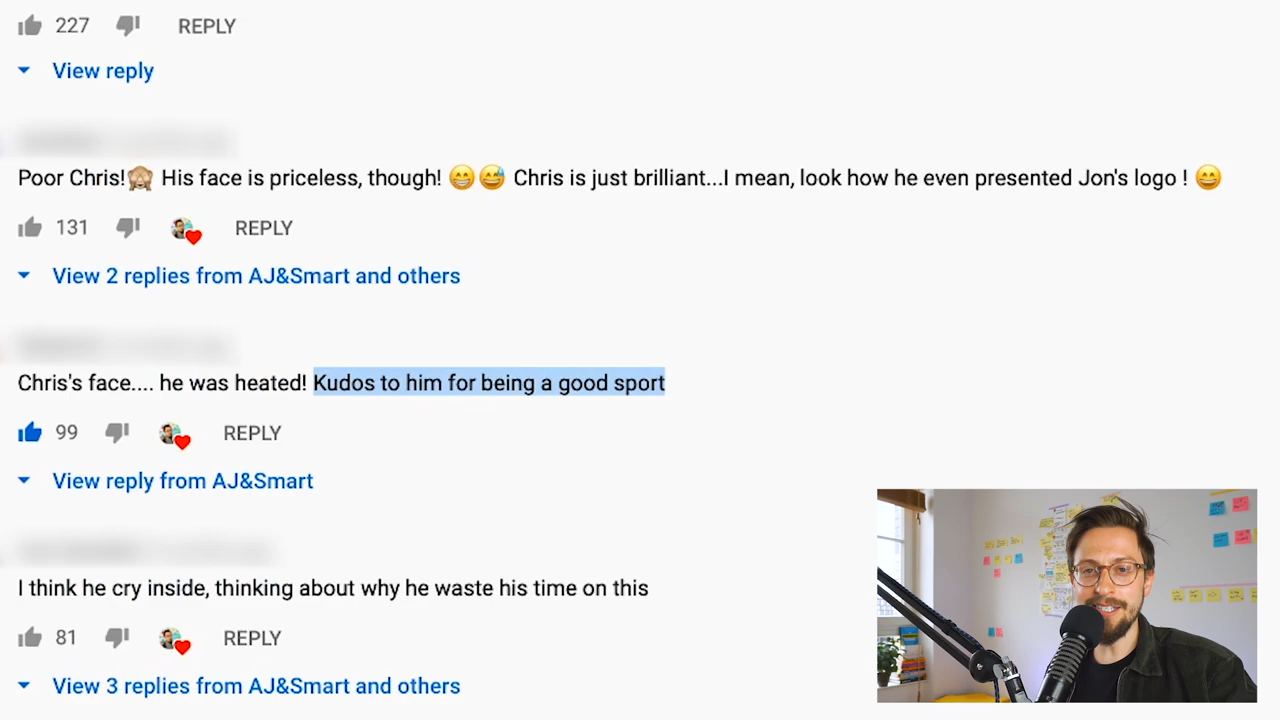 227 REPLY
View reply
Poor Chris!🙈 His face is priceless, though! 😁😅 Chris is just brilliant...I mean, look how he even presented Jon's logo ! 😄
131 REPLY
View 2 replies from AJ&Smart and others
Chris's face.... he was heated! Kudos to him for being a good sport
99 REPLY
View reply from AJ&Smart
I think he cry inside, thinking about why he waste his time on this
81 REPLY
View 3 replies from AJ&Smart and others